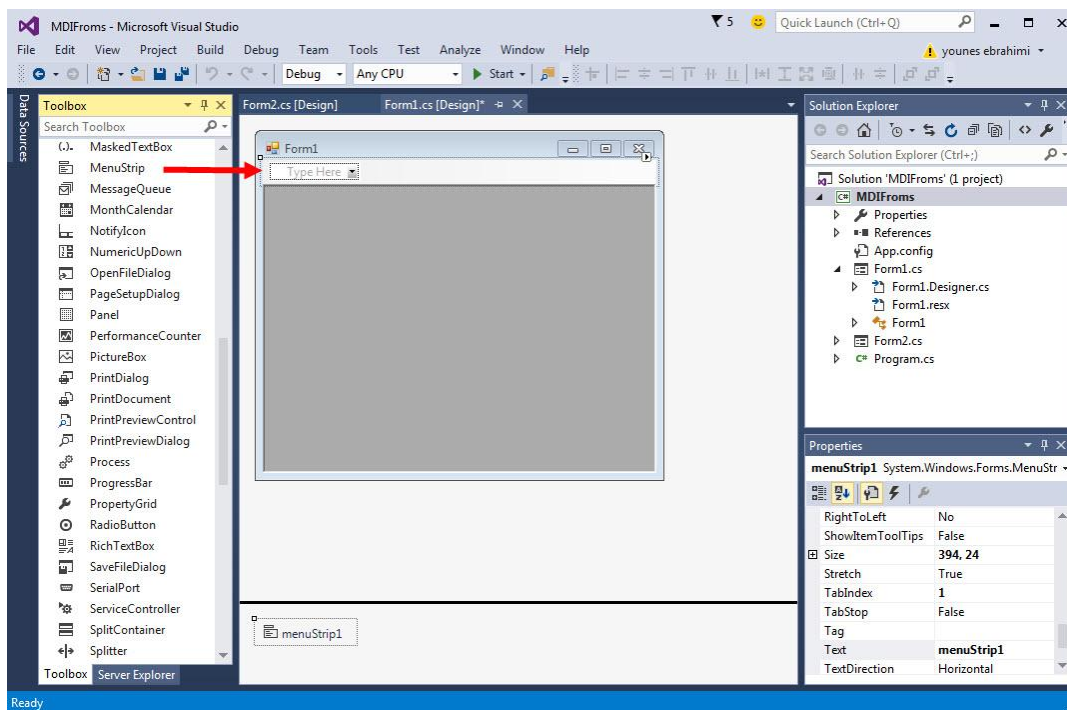 MDIFroms - Microsoft Visual Studio
5
Quick Launch (Ctrl+Q)
File Edit View Project Build Debug Team Tools Test Analyze Window Help
younes ebrahimi
Debug Any CPU Start
Data Sources
Toolbox
Search Toolbox
MaskedTextBox
MenuStrip
MessageQueue
MonthCalendar
NotifyIcon
NumericUpDown
OpenFileDialog
PageSetupDialog
Panel
PerformanceCounter
PictureBox
PrintDialog
PrintDocument
PrintPreviewControl
PrintPreviewDialog
Process
ProgressBar
PropertyGrid
RadioButton
RichTextBox
SaveFileDialog
SerialPort
ServiceController
SplitContainer
Splitter
Toolbox Server Explorer
Form2.cs [Design] Form1.cs [Design]*
Form1
Type Here
menuStrip1
Solution Explorer
Search Solution Explorer (Ctrl+;)
Solution 'MDIFroms' (1 project)
C# MDIFroms
Properties
References
App.config
Form1.cs
Form1.Designer.cs
Form1.resx
Form1
Form2.cs
C# Program.cs
Properties
menuStrip1 System.Windows.Forms.MenuStr
RightToLeft No
ShowItemToolTips False
Size 394, 24
Stretch True
TabIndex 1
TabStop False
Tag
Text menuStrip1
TextDirection Horizontal
Ready